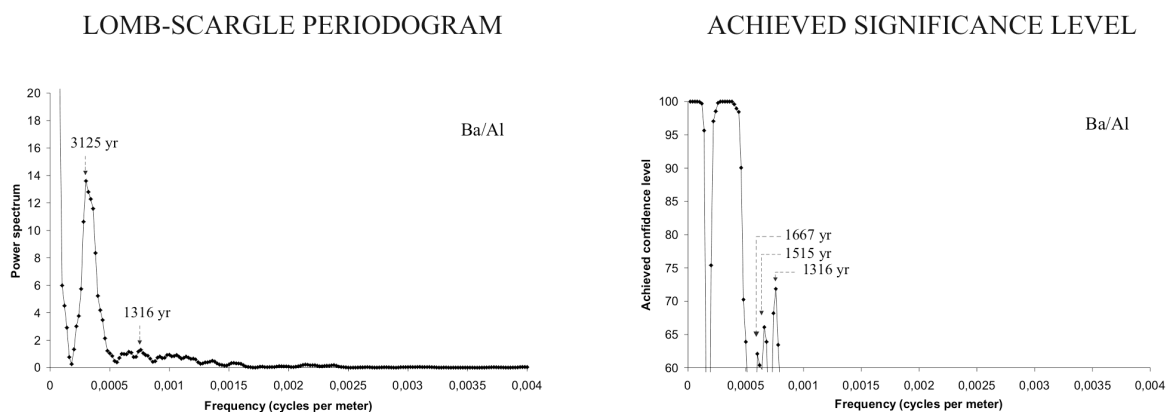 LOMB-SCARGLE PERIODOGRAM
20
18
16
14
12
10
8
6
4
2
0
Power spectrum
3125 yr
1316 yr
Ba/Al
0 0,0005 0,001 0,0015 0,002 0,0025 0,003 0,0035 0,004
Frequency (cycles per meter)
ACHIEVED SIGNIFICANCE LEVEL
100
95
90
85
80
75
70
65
60
Achieved confidence level
Ba/Al
1667 yr
1515 yr
1316 yr
0 0,0005 0,001 0,0015 0,002 0,0025 0,003 0,0035 0,004
Frequency (cycles per meter)